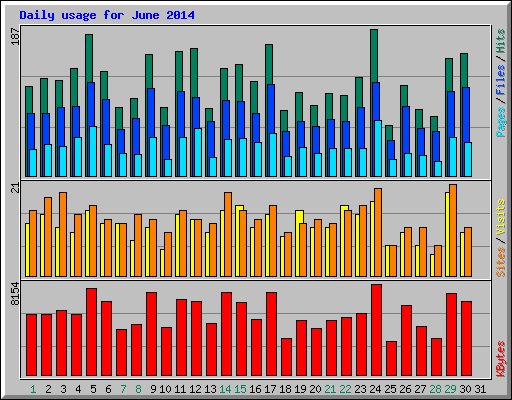 Daily usage for June 2014
187
Pages / Files / Hits
21
Sites / Visits
8154
KBytes
1 2 3 4 5 6 7 8 9 10 11 12 13 14 15 16 17 18 19 20 21 22 23 24 25 26 27 28 29 30 31